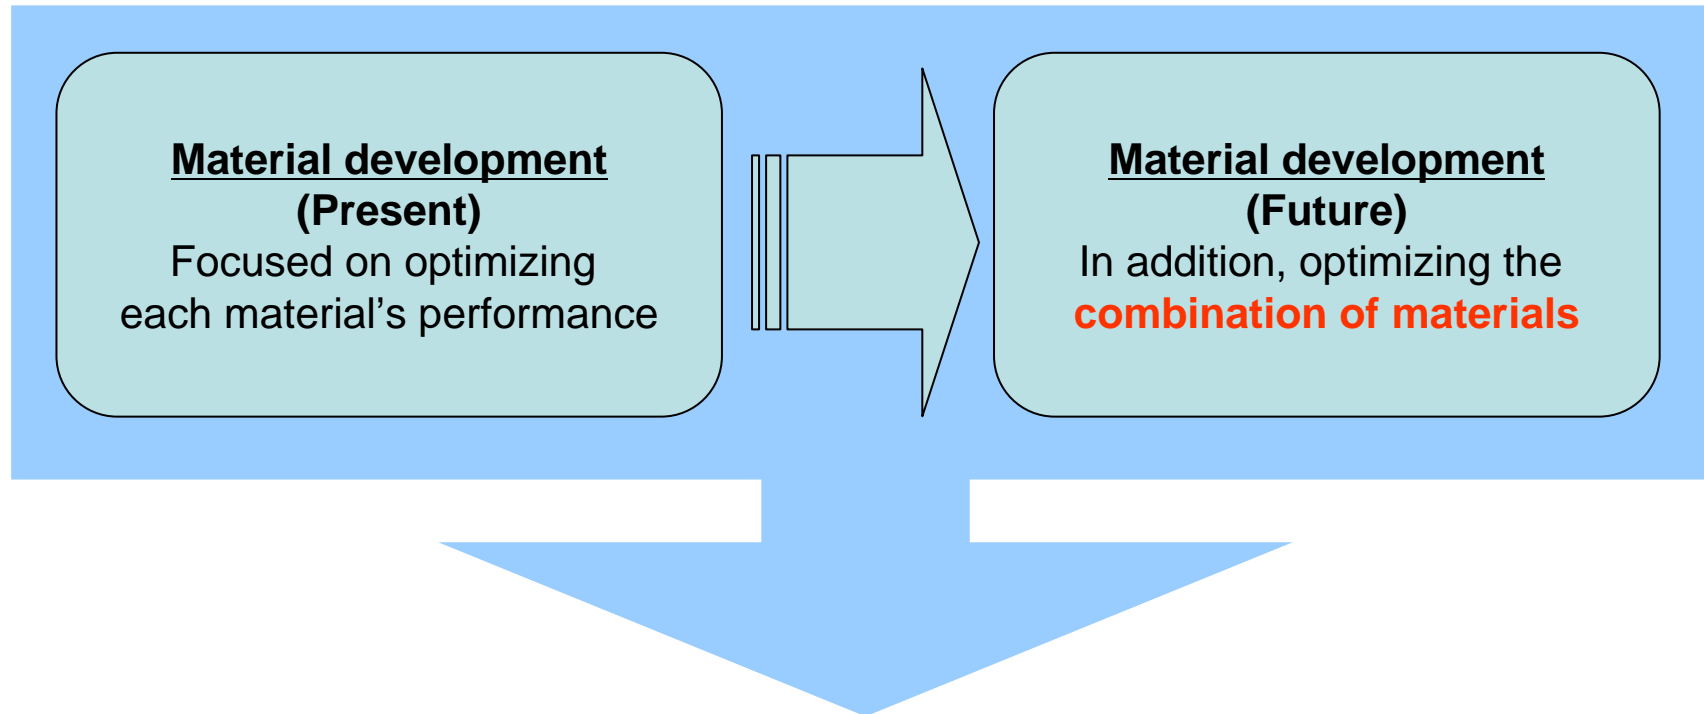 Material development
(Present)
Focused on optimizing
each material’s performance
Material development
(Future)
In addition, optimizing the
combination of materials